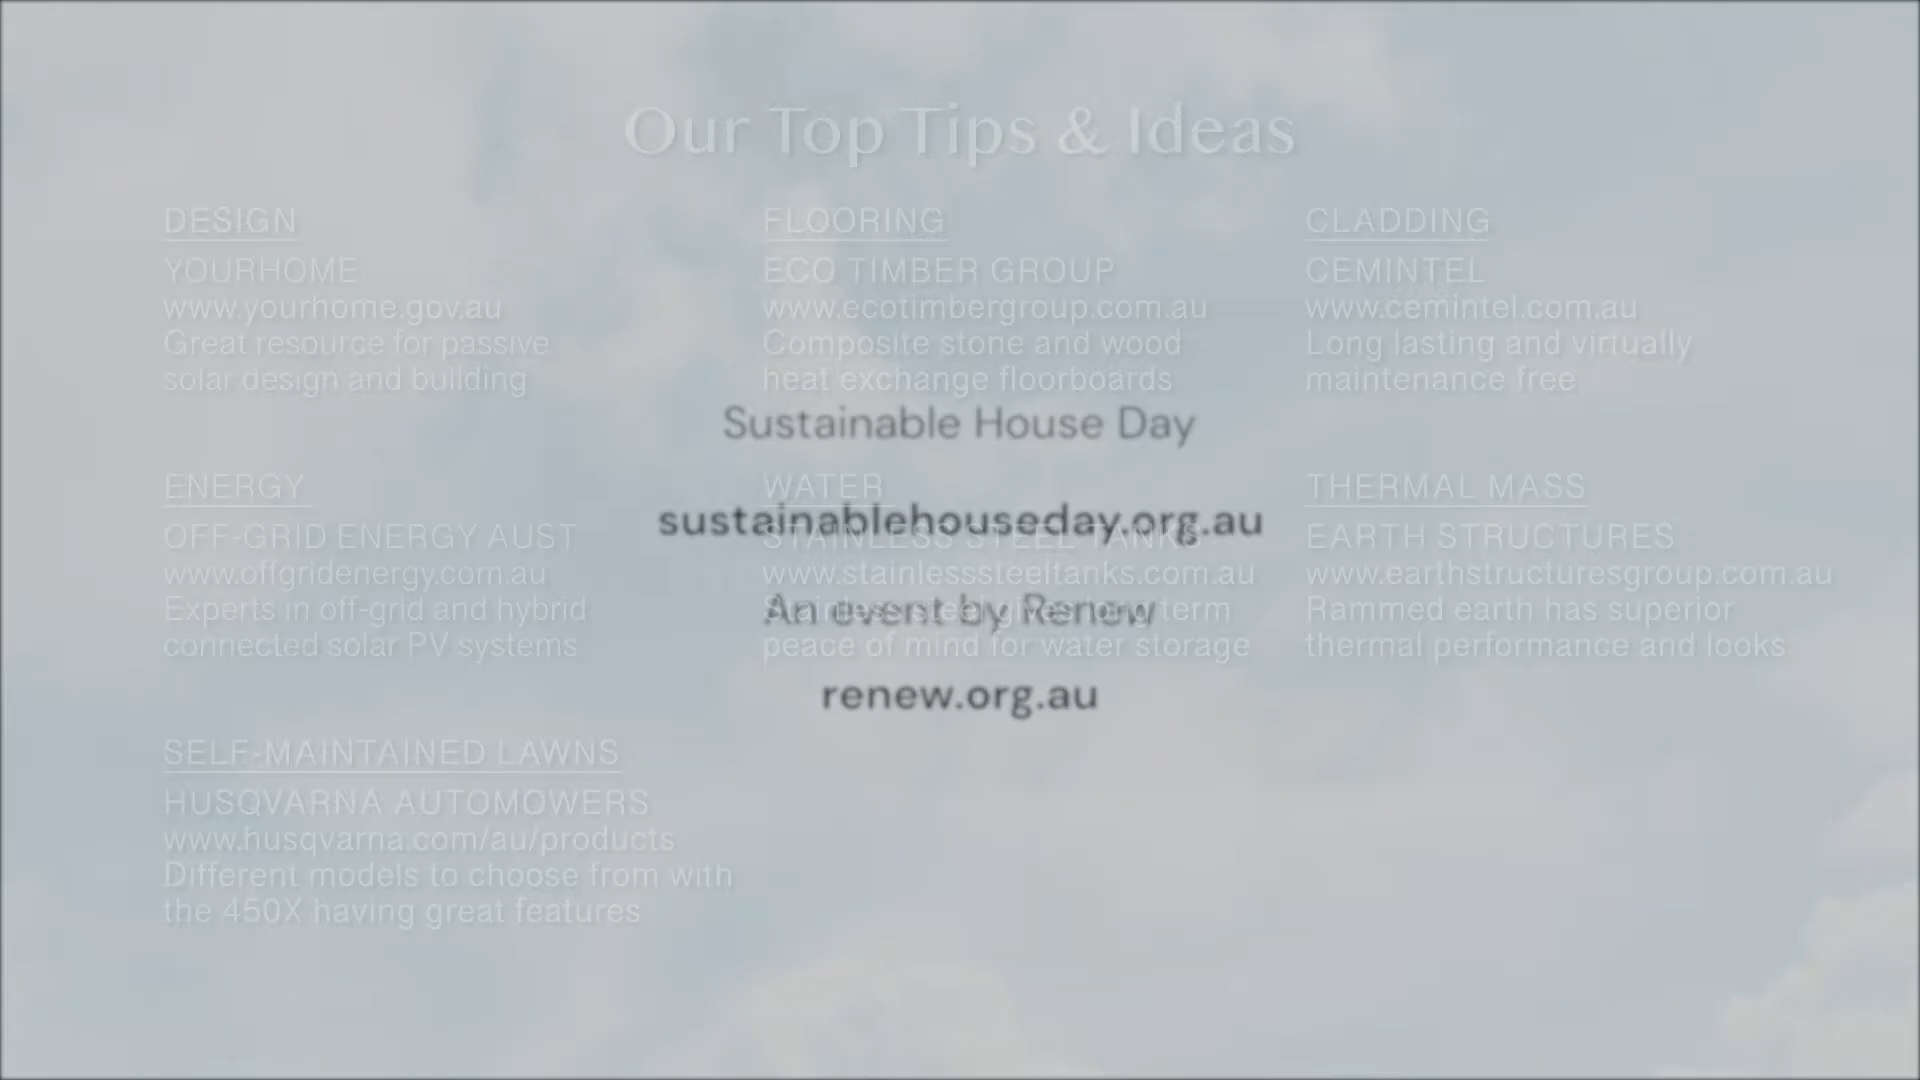 Our Top Tips & Ideas
DESIGN
YOURHOME
www.yourhome.gov.au
Great resource for passive
solar design and building
FLOORING
ECO TIMBER GROUP
www.ecotimbergroup.com.au
Composite stone and wood
heat exchange floorboards
CLADDING
CEMINTEL
www.cemintel.com.au
Long lasting and virtually
maintenance free
Sustainable House Day
sustainablehouseday.org.au
An event by Renew
renew.org.au
ENERGY
OFF-GRID ENERGY AUST
www.offgridenergy.com.au
Experts in off-grid and hybrid
connected solar PV systems
WATER
STAINLESS STEEL TANKS
www.stainlesssteeltanks.com.au
term
peace of mind for water storage
THERMAL MASS
EARTH STRUCTURES
www.earthstructuresgroup.com.au
Rammed earth has superior
thermal performance and looks
SELF-MAINTAINED LAWNS
HUSQVARNA AUTOMOWERS
www.husqvarna.com/au/products
Different models to choose from with
the 450X having great features